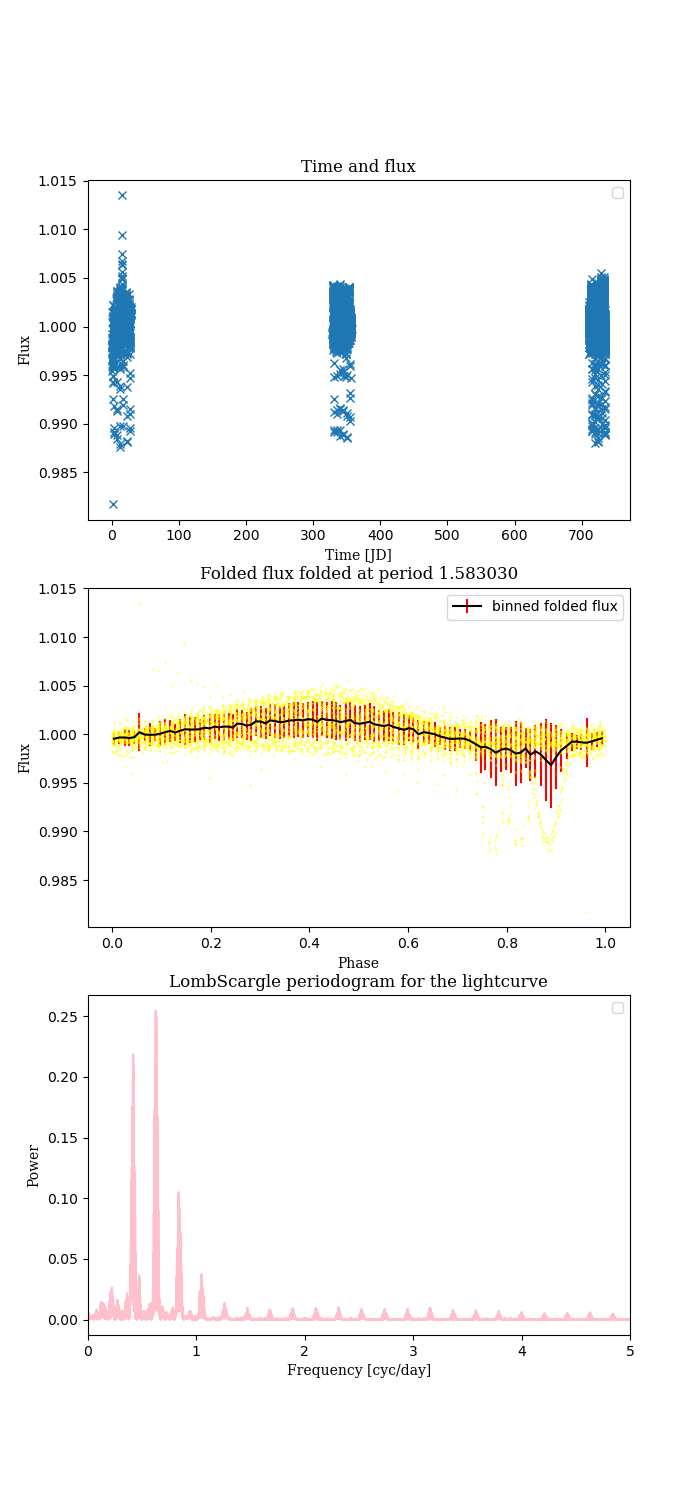 Time and flux
1.015
1.010
1.005
1.000
0.995
0.990
0.985
Flux
0 100 200 300 400 500 600 700
Time [JD]
Folded flux folded at period 1.583030
binned folded flux
1.015
1.010
1.005
1.000
0.995
0.990
0.985
Flux
0.0 0.2 0.4 0.6 0.8 1.0
Phase
LombScargle periodogram for the lightcurve
0.25
0.20
0.15
0.10
0.05
0.00
Power
0 1 2 3 4 5
Frequency [cyc/day]